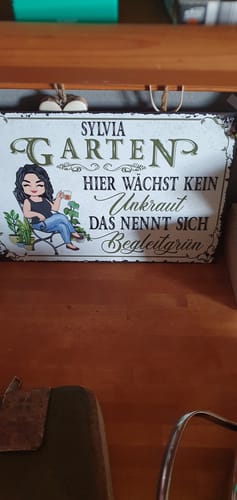 SYLVIA
GARTEN
HIER WÄCHST KEIN
Unkraut
DAS NENNT SICH
Begleitgrün